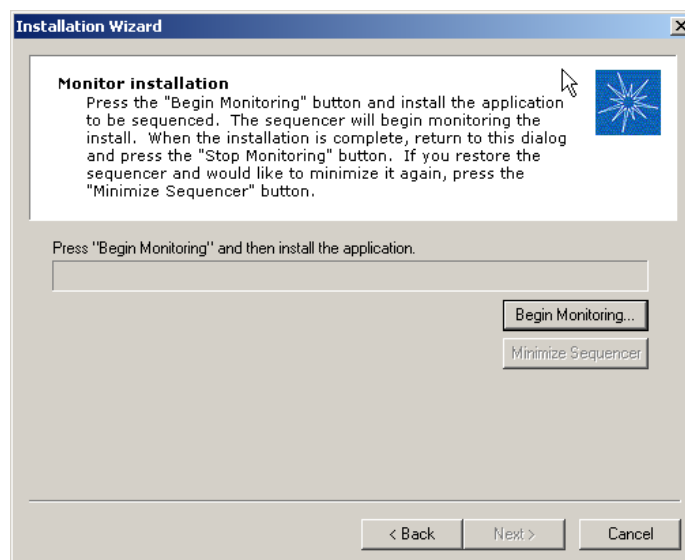 Installation Wizard
Monitor installation
Press the "Begin Monitoring" button and install the application
to be sequenced. The sequencer will begin monitoring the
install. When the installation is complete, return to this dialog
and press the "Stop Monitoring" button. If you restore the
sequencer and would like to minimize it again, press the
"Minimize Sequencer" button.
Press "Begin Monitoring" and then install the application.
Begin Monitoring...
Minimize Sequencer
< Back
Next >
Cancel